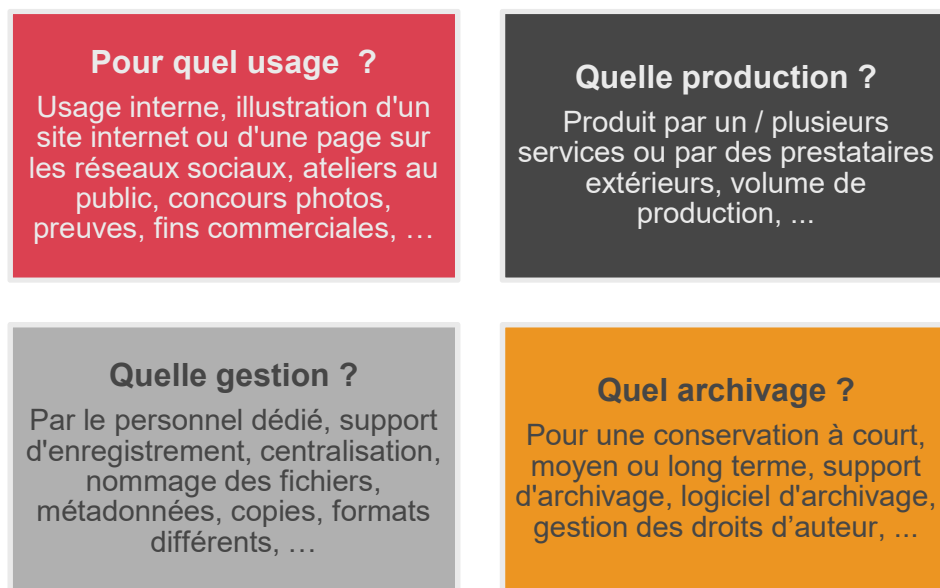 Pour quel usage  ?
Usage interne, illustration d'un
site internet ou d'une page sur
les réseaux sociaux, ateliers au
public, concours photos,
preuves, fins commerciales, …
Quelle production ?
Produit par un / plusieurs
services ou par des prestataires
extérieurs, volume de
production, ...
Quelle gestion ?
Par le personnel dédié, support
d'enregistrement, centralisation,
nommage des fichiers,
métadonnées, copies, formats
différents, …
Quel archivage ?
Pour une conservation à court,
moyen ou long terme, support
d'archivage, logiciel d'archivage,
gestion des droits d’auteur, ...